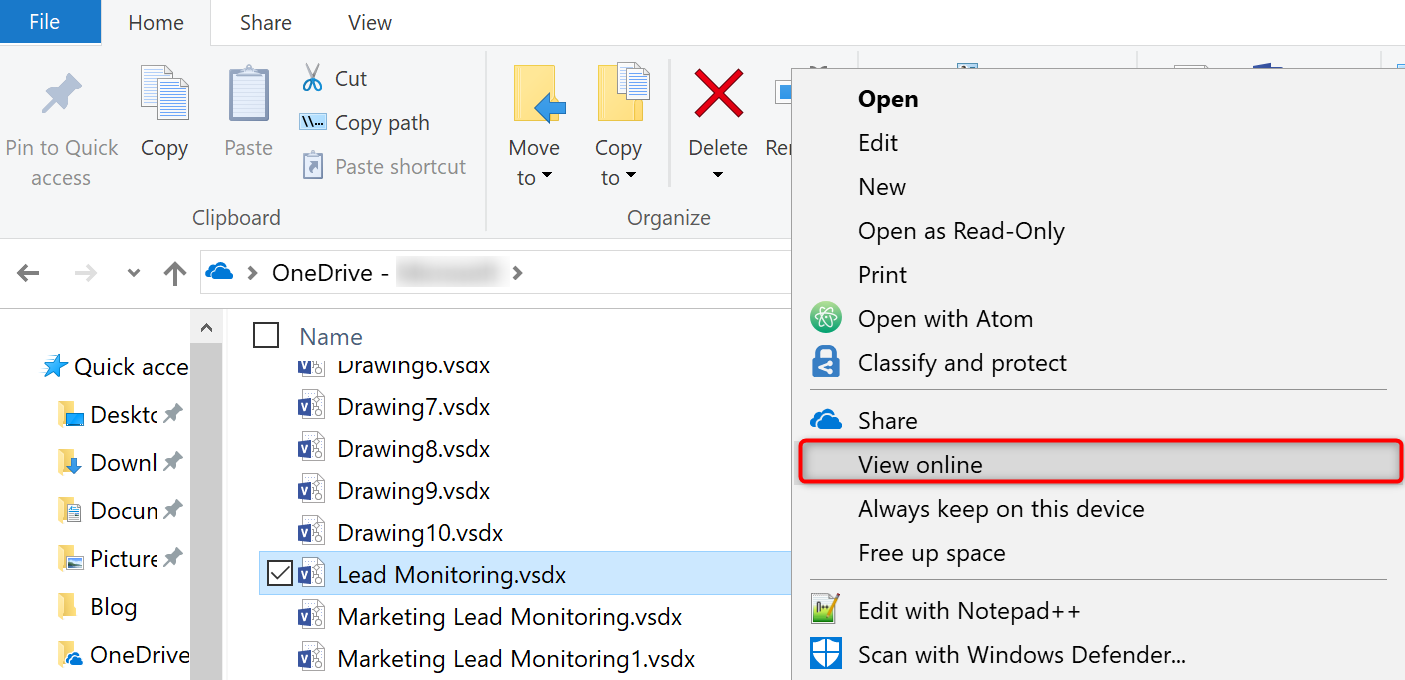 File
Home
Share
View
Pin to Quick
access
Copy
Paste
Cut
Copy path
Paste shortcut
Clipboard
Move
to
Copy
to
Delete
Organize
OneDrive -
Name
Quick acce
Deskto
Downl
Docun
Picture
Blog
OneDrive
Drawing6.vsdx
Drawing7.vsdx
Drawing8.vsdx
Drawing9.vsdx
Drawing10.vsdx
Lead Monitoring.vsdx
Marketing Lead Monitoring.vsdx
Marketing Lead Monitoring1.vsdx
Open
Edit
New
Open as Read-Only
Print
Open with Atom
Classify and protect
Share
View online
Always keep on this device
Free up space
Edit with Notepad++
Scan with Windows Defender...